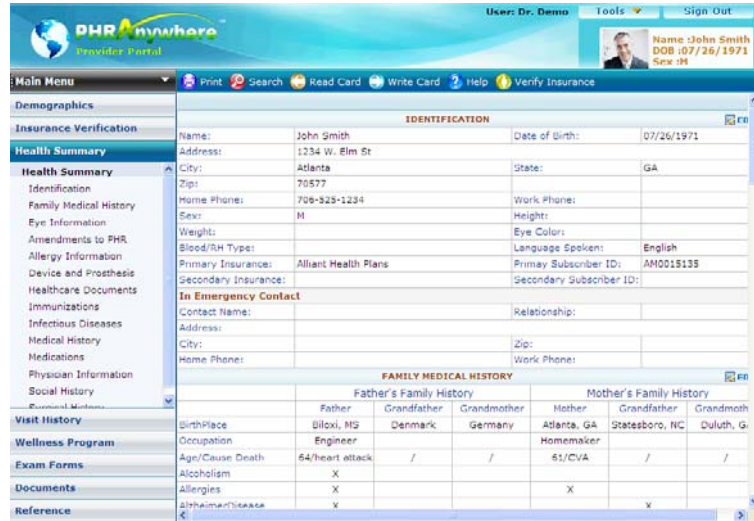 User: Dr. Demo Tools Sign Out
PHRAnywhere
Provider Portal
Name :John Smith
DOB :07/26/1971
Sex :M
Main Menu
Print Search Read Card Write Card Help Verify Insurance
Demographics
Insurance Verification
Health Summary
Health Summary
Identification
Family Medical History
Eye Information
Amendments to PHR
Allergy Information
Device and Prosthesis
Healthcare Documents
Immunizations
Infectious Diseases
Medical History
Medications
Physician Information
Social History
Surgical History
Visit History
Wellness Program
Exam Forms
Documents
Reference
IDENTIFICATION
Name: John Smith Date of Birth: 07/26/1971
Address: 1234 W. Elm St
City: Atlanta State: GA
Zip: 70577
Home Phone: 706-525-1234 Work Phone:
Sex: M Height:
Weight: Eye Color:
Blood/RH Type: Language Spoken: English
Primary Insurance: Alliant Health Plans Primay Subscriber ID: AM0015135
Secondary Insurance: Secondary Subscriber ID:
In Emergency Contact
Contact Name: Relationship:
Address:
City: Zip:
Home Phone: Work Phone:
FAMILY MEDICAL HISTORY
Father's Family History Mother's Family History
Father Grandfather Grandmother Mother Grandfather Grandmoth
BirthPlace Biloxi, MS Denmark Germany Atlanta, GA Statesboro, NC Duluth, G
Occupation Engineer Homemaker
Age/Cause Death 64/heart attack / / 61/CVA / /
Alcoholism X
Allergies X X
AlzheimerDisease X X